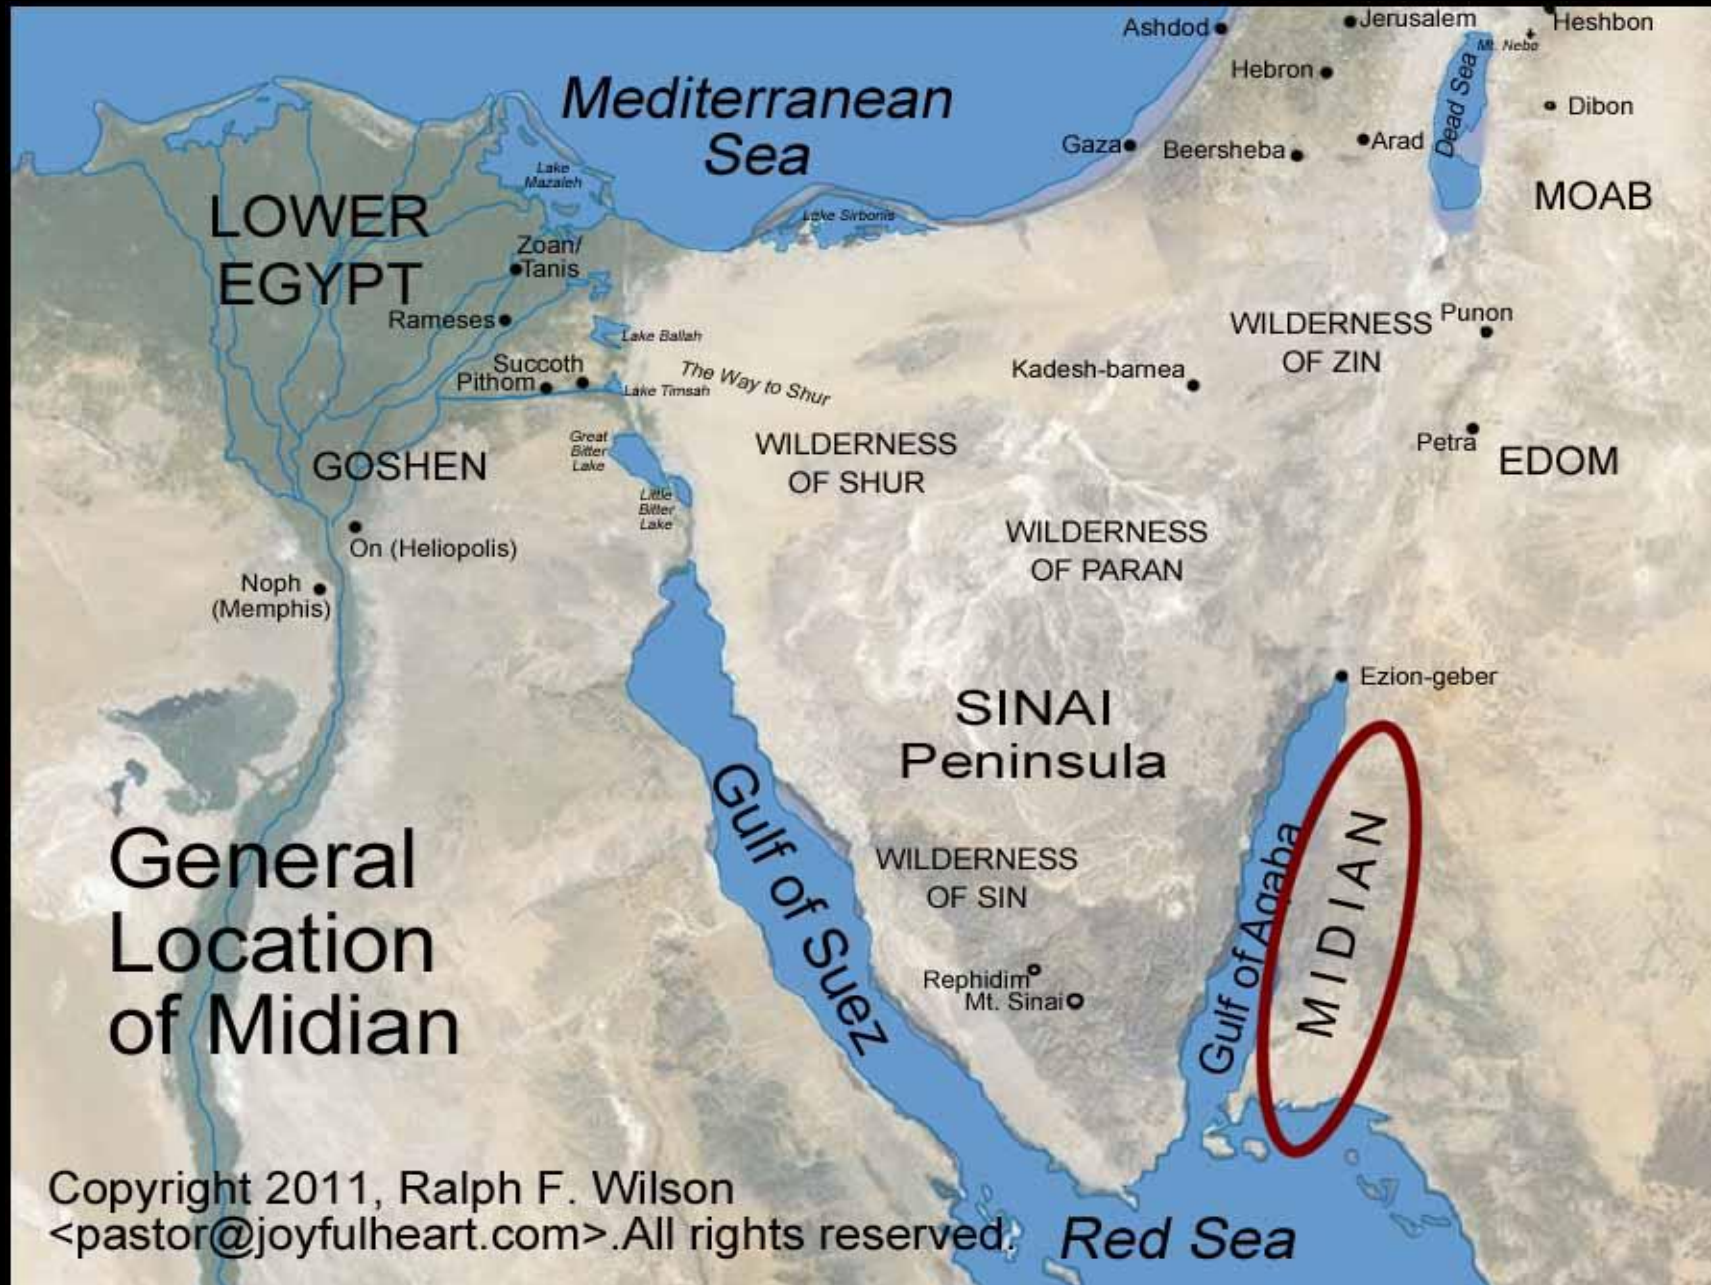 Ashdod
Jerusalem
Heshbon
Mt. Nebo
Hebron
Dead Sea
Mediterranean
Sea
Dibon
Gaza
Beersheba
Arad
Lake
Mazaleh
MOAB
LOWER
EGYPT
Lake Sirbonis
Zoan/
Tanis
Rameses
Lake Ballah
WILDERNESS
OF ZIN
Punon
Succoth
Pithom
Lake Timsah
The Way to Shur
Kadesh-barnea
Great
Bitter
Lake
WILDERNESS
OF SHUR
Petra
EDOM
GOSHEN
Little
Bitter
Lake
WILDERNESS
OF PARAN
On (Heliopolis)
Noph
(Memphis)
Ezion-geber
SINAI
Peninsula
Gulf of Suez
Gulf of Aqaba
MIDIAN
General
Location
of Midian
WILDERNESS
OF SIN
Rephidim
Mt. Sinai
Copyright 2011, Ralph F. Wilson
<pastor@joyfulheart.com>.All rights reserved.
Red Sea